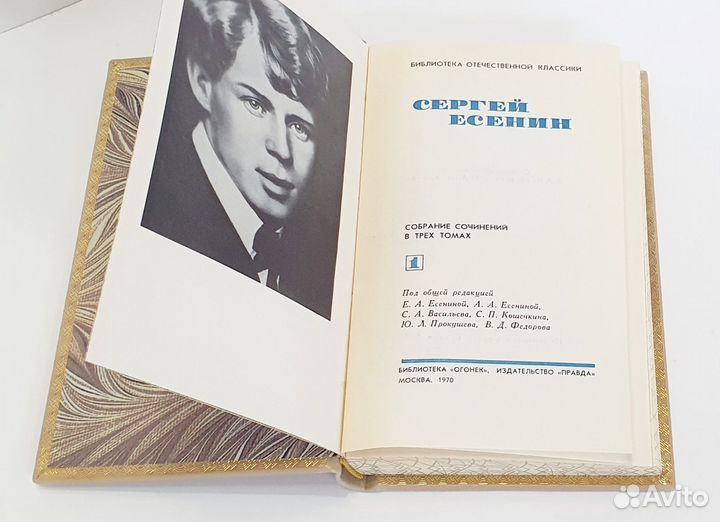 БИБЛИОТЕКА ОТЕЧЕСТВЕННОЙ КЛАССИКИ
СЕРГЕЙ
ЕСЕНИН
СОБРАНИЕ СОЧИНЕНИЙ
В ТРЕХ ТОМАХ
1
Под общей редакцией
Е. А. Есениной, А. А. Есениной,
С. А. Васильева, С. П. Кошечкина,
Ю. Л. Прокушева, В. Д. Федорова
БИБЛИОТЕКА «ОГОНЕК», ИЗДАТЕЛЬСТВО «ПРАВДА»
МОСКВА. 1970
Avito